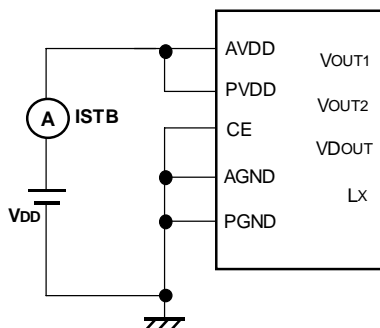 AVDD
VOUT1
PVDD
A ISTB
VOUT2
CE
VDOUT
AGND
LX
VDD
PGND